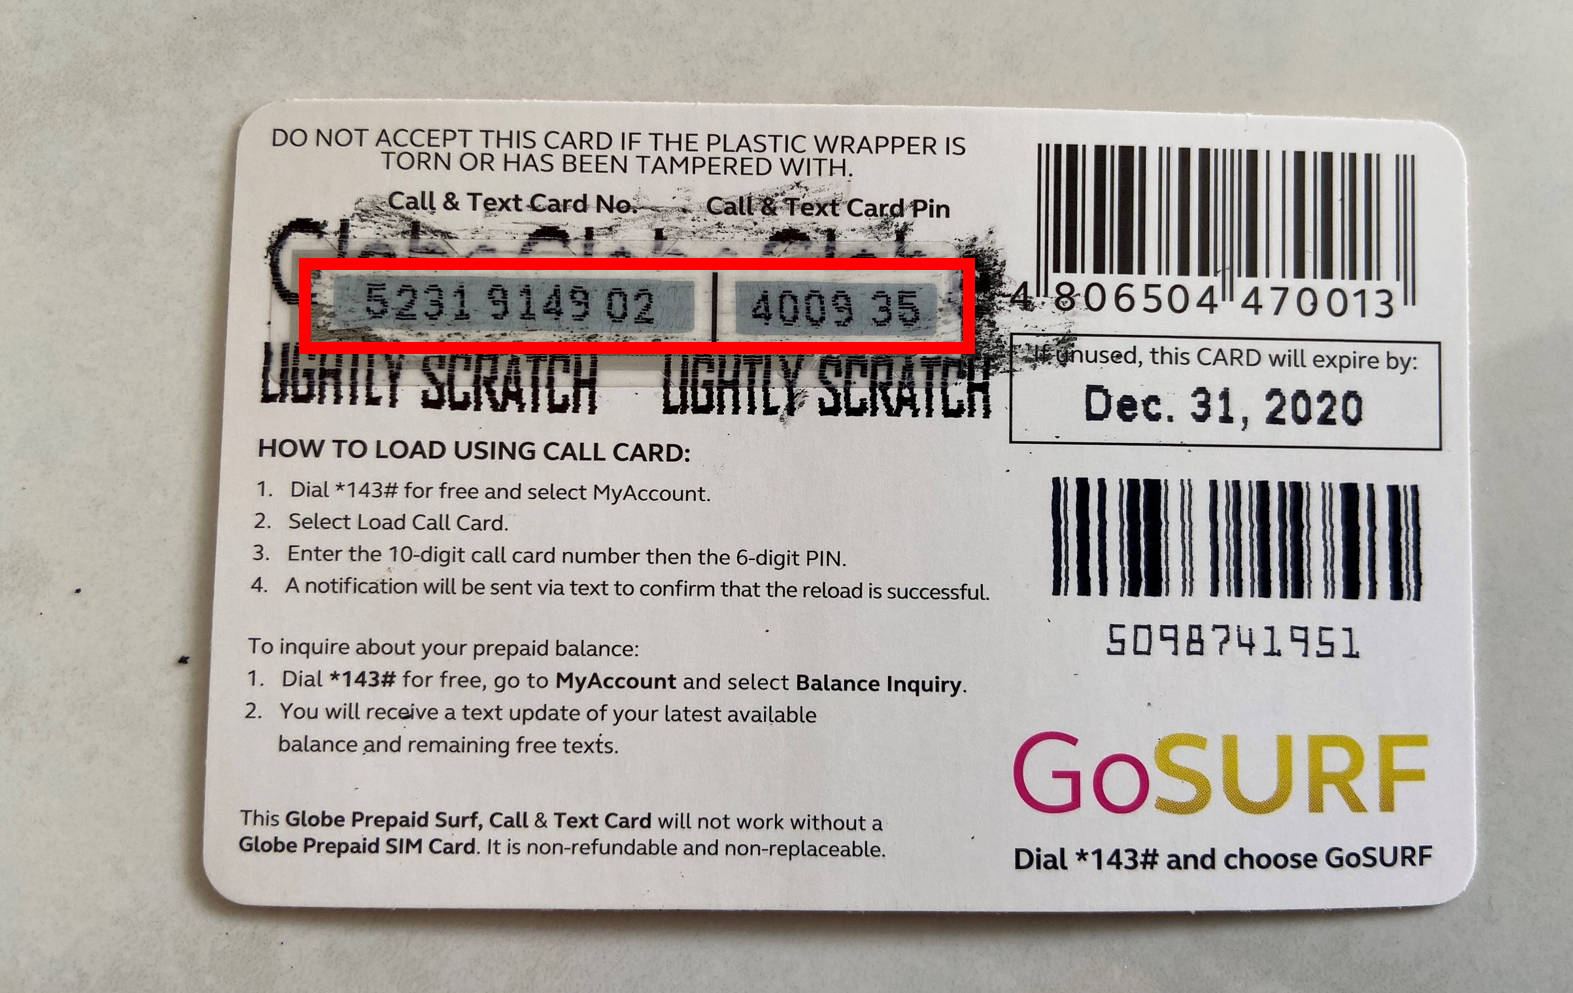 DO NOT ACCEPT THIS CARD IF THE PLASTIC WRAPPER IS
TORN OR HAS BEEN TAMPERED WITH.
Call & Text Card No. Call & Text Card Pin
Globe Globe Glob
5231 9149 02 4009 35
LIGHTLY SCRATCH LIGHTLY SCRATCH
4 806504 470013
If unused, this CARD will expire by:
Dec. 31, 2020
HOW TO LOAD USING CALL CARD:
1. Dial *143# for free and select MyAccount.
2. Select Load Call Card.
3. Enter the 10-digit call card number then the 6-digit PIN.
4. A notification will be sent via text to confirm that the reload is successful.
5098741951
To inquire about your prepaid balance:
1. Dial *143# for free, go to MyAccount and select Balance Inquiry.
2. You will receive a text update of your latest available
balance and remaining free texts.
GoSURF
Dial *143# and choose GoSURF
This Globe Prepaid Surf, Call & Text Card will not work without a
Globe Prepaid SIM Card. It is non-refundable and non-replaceable.